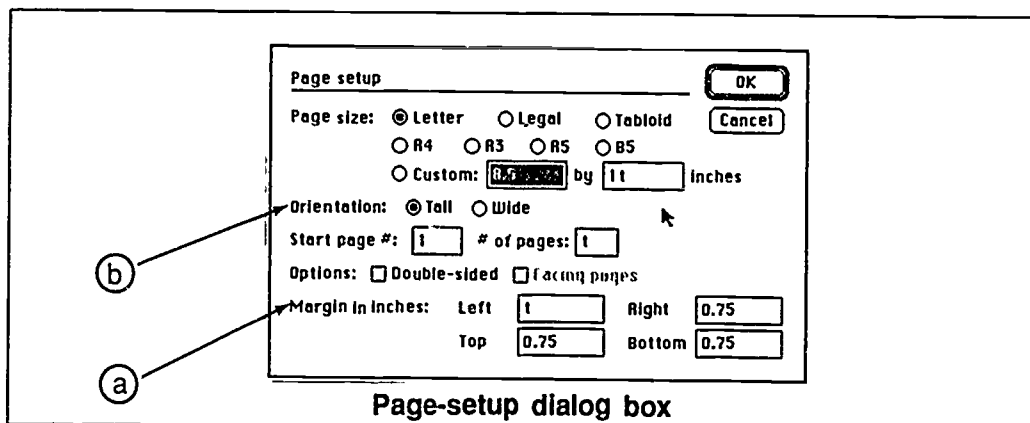 Page setup OK
Page size: Letter Legal Tabloid Cancel
A4 A3 A5 B5
Custom: by 11 inches
Orientation: Tall Wide
Start page #: 1 # of pages: 1
Options: Double-sided Facing pages
Margin in inches: Left 1 Right 0.75
Top 0.75 Bottom 0.75
b
a
Page-setup dialog box